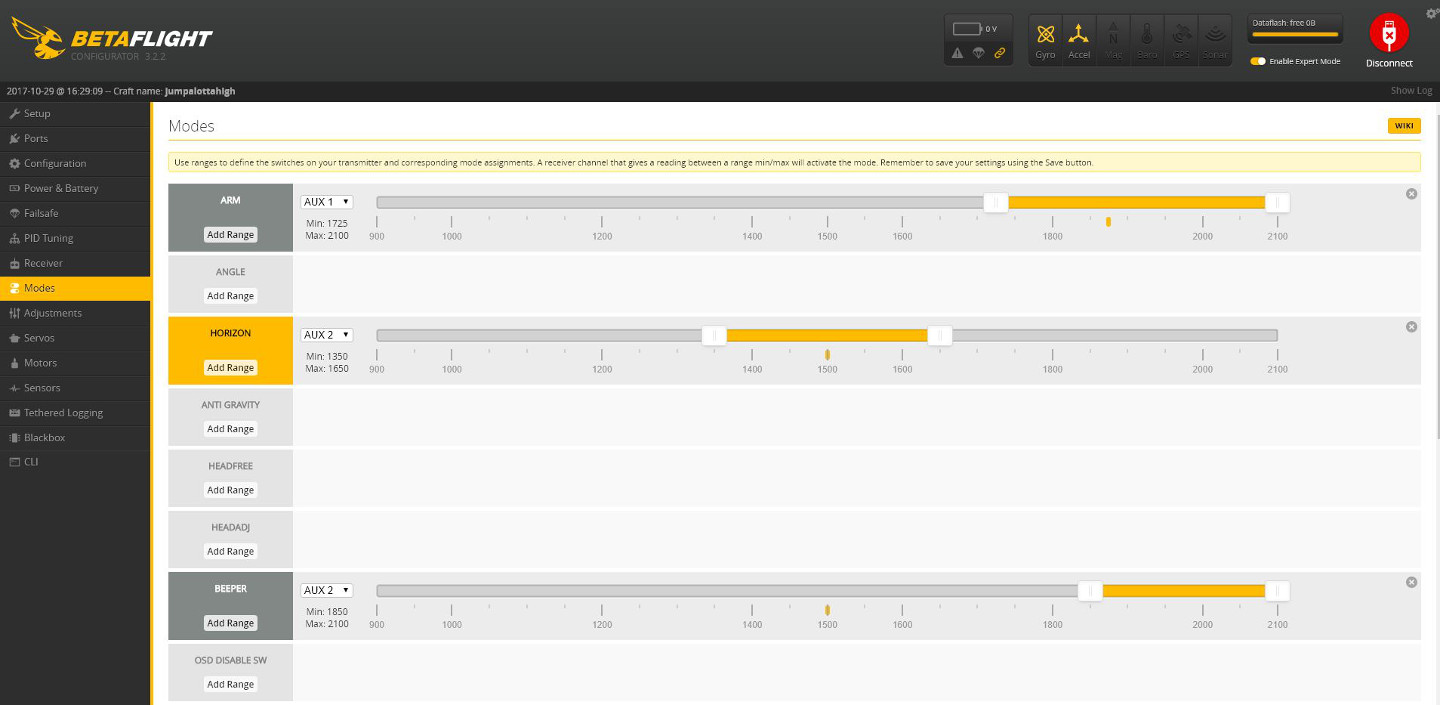 BETAFLIGHT
CONFIGURATOR 3.2.2
0 V
Gyro
Accel
Mag
Baro
GPS
Sonar
Dataflash: free 0B
Enable Expert Mode
Disconnect
2017-10-29 @ 16:29:09 -- Craft name: Jumpalottahigh
Show Log
Setup
Ports
Configuration
Power & Battery
Failsafe
PID Tuning
Receiver
Modes
Adjustments
Servos
Motors
Sensors
Tethered Logging
Blackbox
CLI
Modes
WIKI
Use ranges to define the switches on your transmitter and corresponding mode assignments. A receiver channel that gives a reading between a range min/max will activate the mode. Remember to save your settings using the Save button.
ARM
Add Range
AUX 1
Min: 1725
Max: 2100
900 1000 1200 1400 1500 1600 1800 2000 2100
ANGLE
Add Range
HORIZON
Add Range
AUX 2
Min: 1350
Max: 1650
900 1000 1200 1400 1500 1600 1800 2000 2100
ANTI GRAVITY
Add Range
HEADFREE
Add Range
HEADADJ
Add Range
BEEPER
Add Range
AUX 2
Min: 1850
Max: 2100
900 1000 1200 1400 1500 1600 1800 2000 2100
OSD DISABLE SW
Add Range